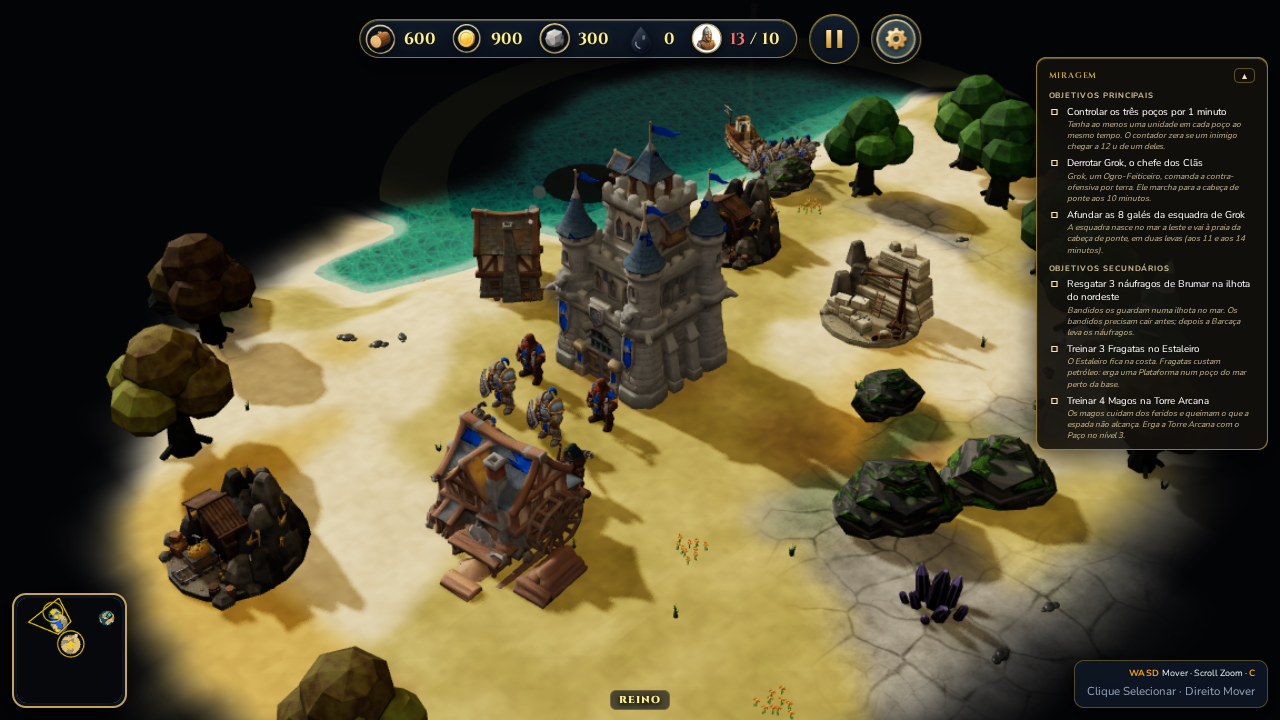 600 900 300 0 13 / 10
MIRAGEM
OBJETIVOS PRINCIPAIS
Controlar os três poços por 1 minuto
Tenha ao menos uma unidade em cada poço ao
mesmo tempo. O contador zera se um inimigo
chegar a 12 u de um deles.
Derrotar Grok, o chefe dos Clãs
Grok, um Ogro-Feiticeiro, comanda a contra-
ofensiva por terra. Ele marcha para a cabeça de
ponte aos 10 minutos.
Afundar as 8 galés da esquadra de Grok
A esquadra nasce no mar a leste e vai à praia da
cabeça de ponte, em duas levas (aos 11 e aos 14
minutos).
OBJETIVOS SECUNDÁRIOS
Resgatar 3 náufragos de Brumar na ilhota
do nordeste
Bandidos os guardam numa ilhota no mar. Os
bandidos precisam cair antes; depois a Barcaça
leva os náufragos.
Treinar 3 Fragatas no Estaleiro
O Estaleiro fica na costa. Fragatas custam
petróleo: erga uma Plataforma num poço do mar
perto da base.
Treinar 4 Magos na Torre Arcana
Os magos cuidam dos feridos e queimam o que a
espada não alcança. Erga a Torre Arcana com o
Paço no nível 3.
REINO
WASD Mover · Scroll Zoom · C
Clique Selecionar · Direito Mover